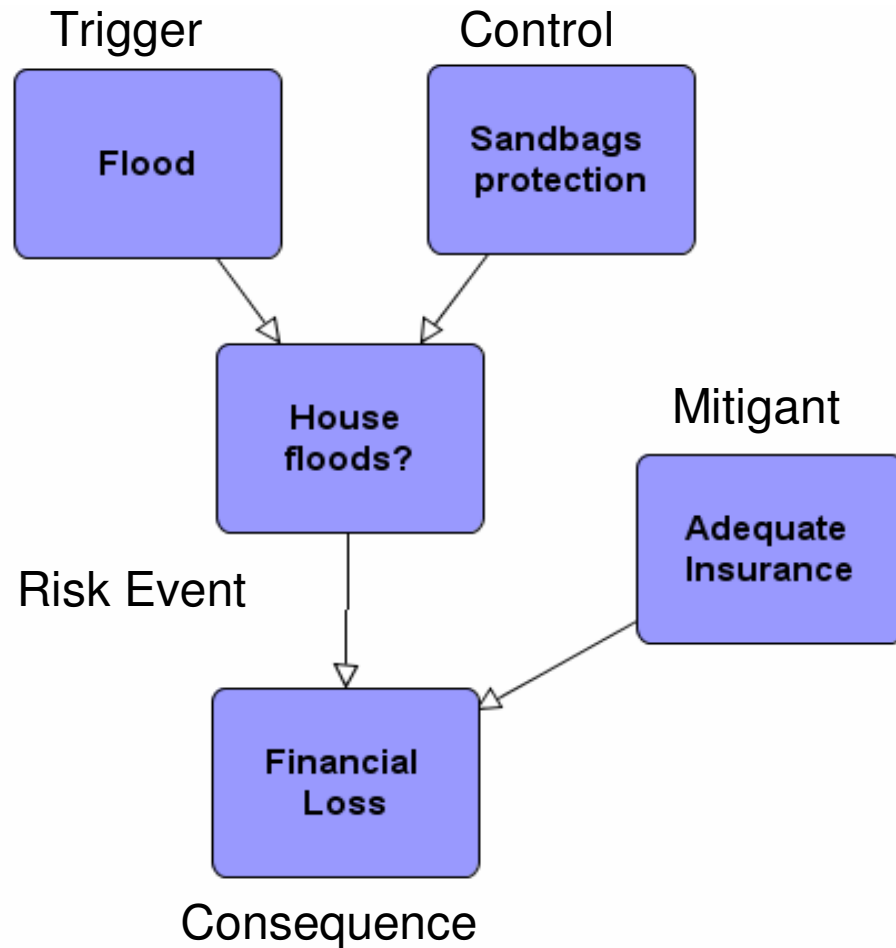 Trigger
Control
Flood
Sandbags
protection
House
floods?
Mitigant
Adequate
Insurance
Risk Event
Financial
Loss
Consequence